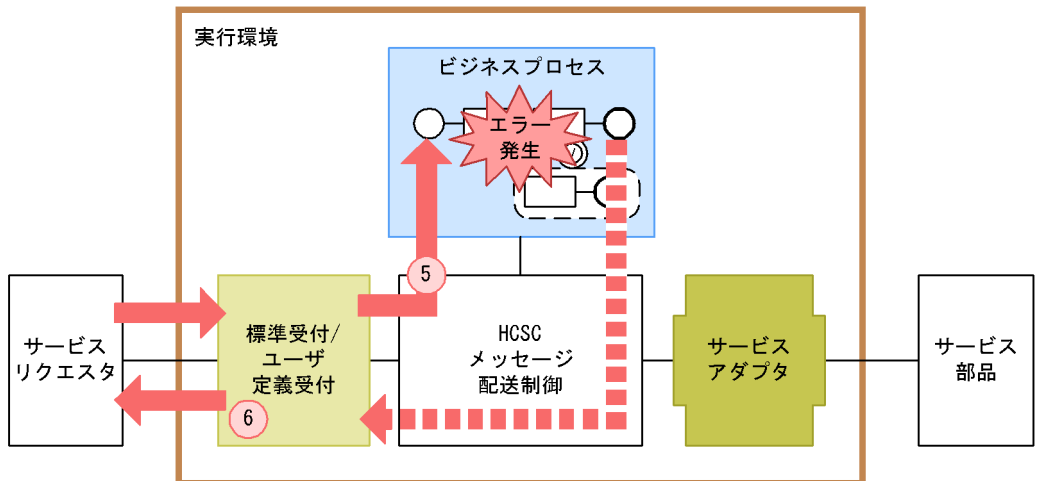 実行環境
ビジネスプロセス
エラー
発生
5
サービス
リクエスタ
標準受付/
ユーザ
定義受付
HCSC
メッセージ
配送制御
サービス
アダプタ
サービス
部品
6